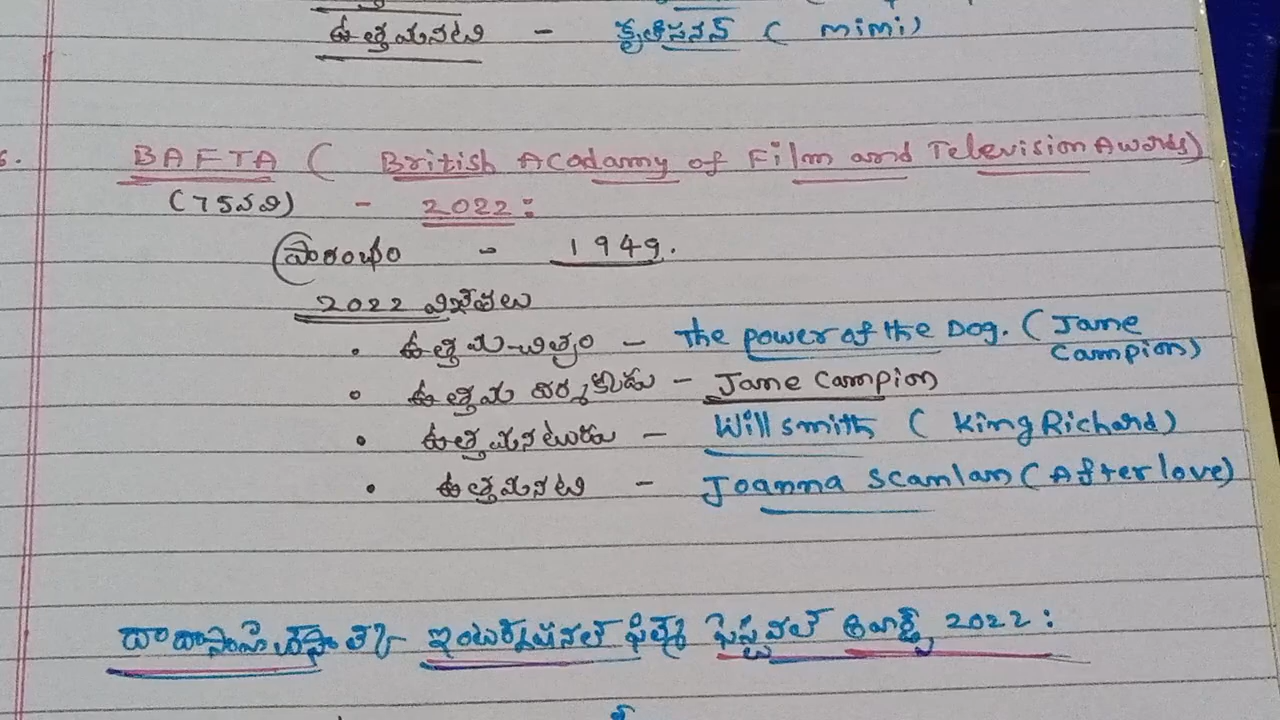 ఉత్తమనటి - కృతిసనన్ ( mimi)
6. BAFTA ( British Acadamy of Film and Television Awards)
(75వవి) - 2022:
ప్రారంభం - 1949.
2022 విజేతలు
• ఉత్తమ చిత్రం - The power of the Dog. ( Jane Campion)
• ఉత్తమ దర్శకుడు - Jane Campion
• ఉత్తమనటుడు - Will smith ( King Richard)
• ఉత్తమనటి - Joanna Scanlan ( After love)
దాదాసాహెబ్ఫాల్కే ఇంటర్నేషనల్ ఫిల్మ్ ఫెస్టివల్ అవార్డ్స్ 2022: